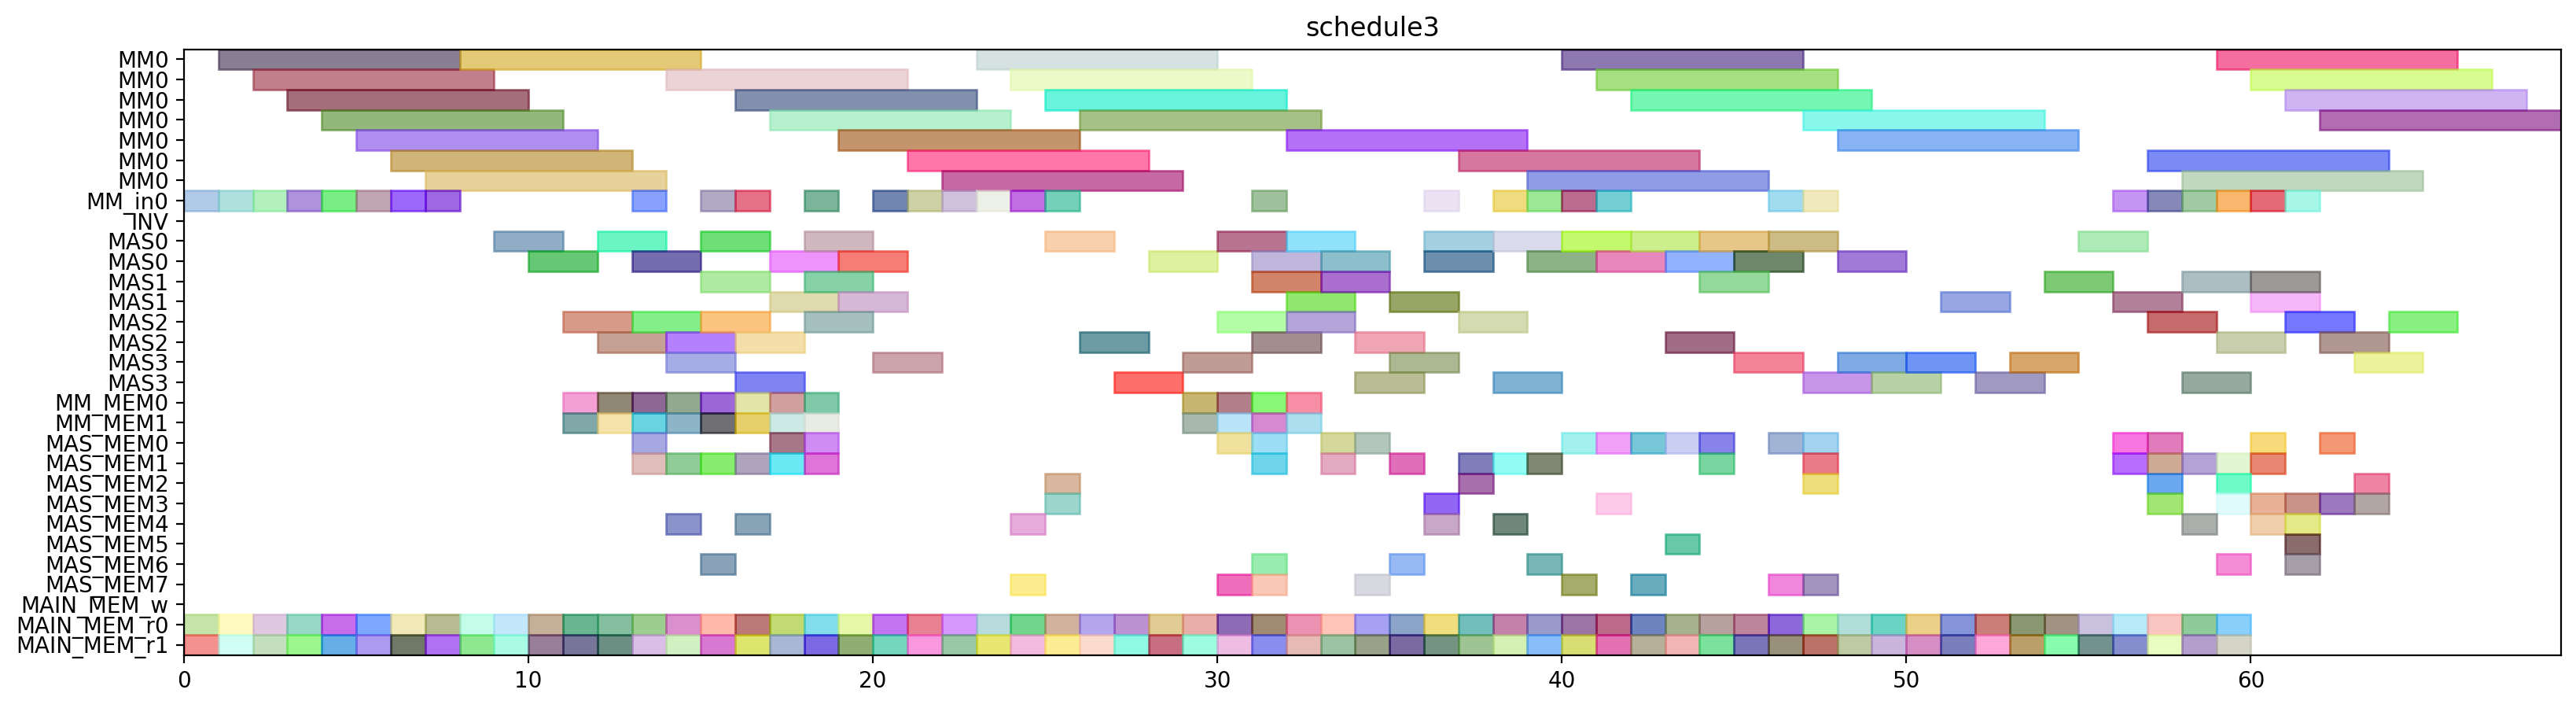 schedule3
MM0
MM0
MM0
MM0
MM0
MM0
MM0
MM_in0
INV
MAS0
MAS0
MAS1
MAS1
MAS2
MAS2
MAS3
MAS3
MM_MEM0
MM_MEM1
MAS_MEM0
MAS_MEM1
MAS_MEM2
MAS_MEM3
MAS_MEM4
MAS_MEM5
MAS_MEM6
MAS_MEM7
MAIN_MEM_w
MAIN_MEM_r0
MAIN_MEM_r1
0 10 20 30 40 50 60